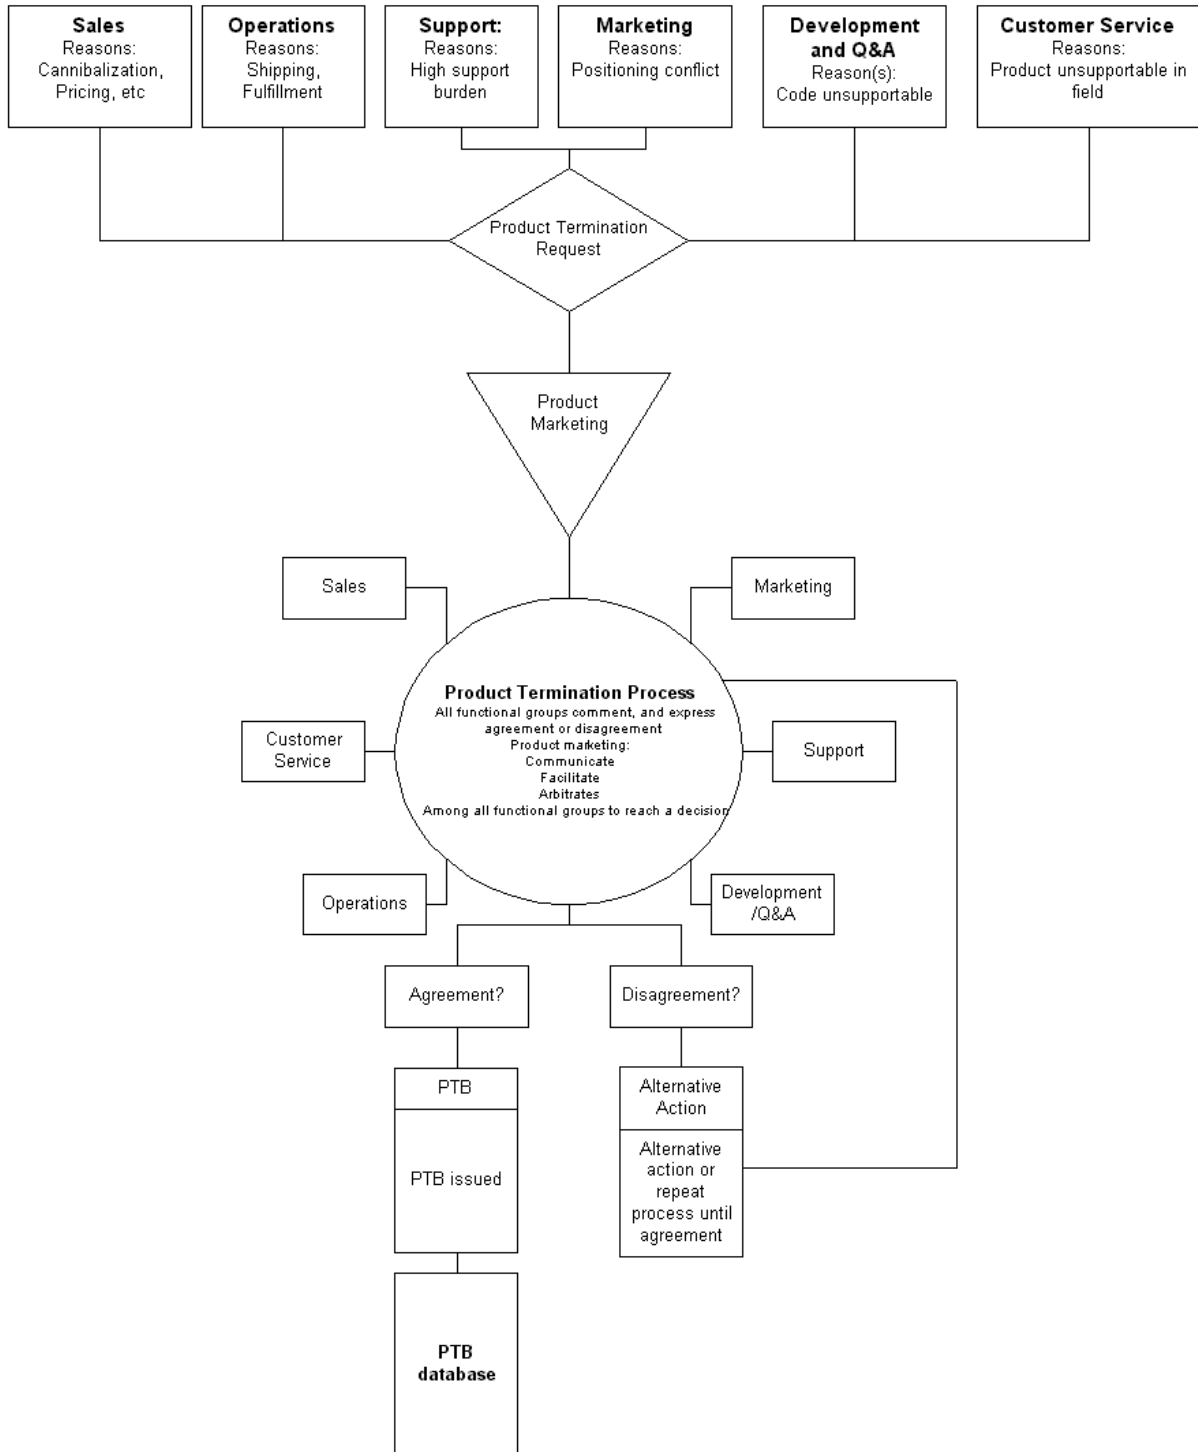 Sales
Reasons:
Cannibalization,
Pricing, etc
Operations
Reasons:
Shipping,
Fulfillment
Support:
Reasons:
High support
burden
Marketing
Reasons:
Positioning conflict
Development
and Q&A
Reason(s):
Code unsupportable
Customer Service
Reasons:
Product unsupportable in
field
Product Termination
Request
Product
Marketing
Sales
Marketing
Product Termination Process
All functional groups comment, and express
agreement or disagreement
Product marketing:
Communicate
Facilitate
Arbitrates
Among all functional groups to reach a decision
Customer
Service
Support
Operations
Development
/Q&A
Agreement?
Disagreement?
PTB
PTB issued
Alternative
Action
Alternative
action or
repeat
process until
agreement
PTB
database